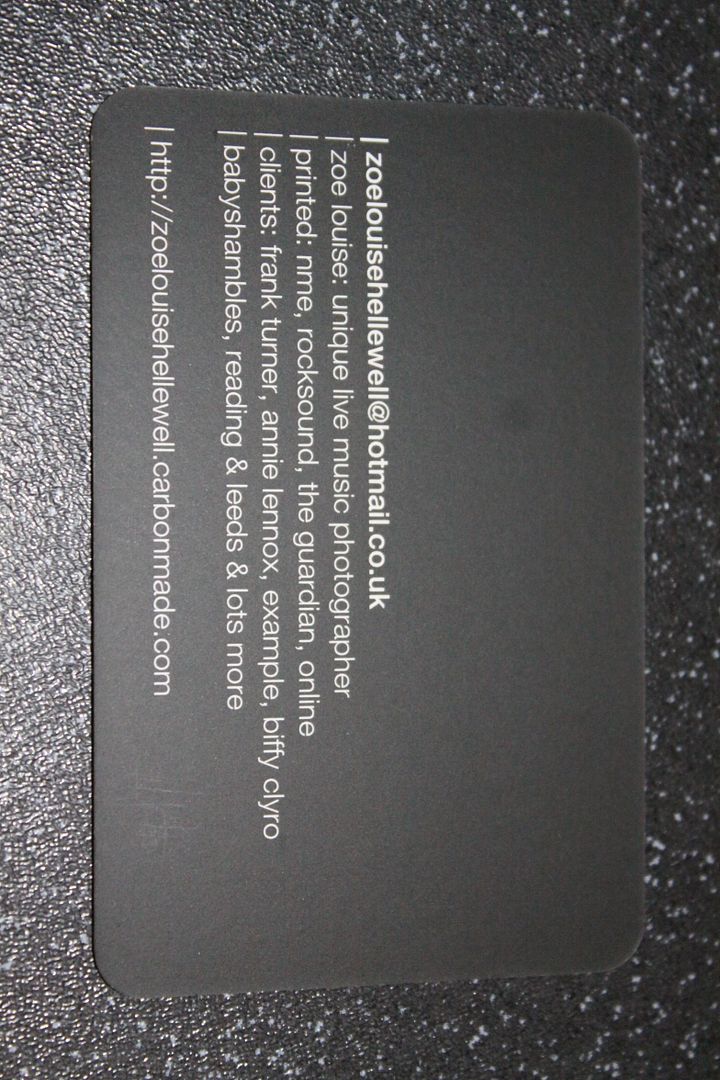 | zoelouisehellewell@hotmail.co.uk
| zoe louise: unique live music photographer
| printed: nme, rocksound, the guardian, online
| clients: frank turner, annie lennox, example, biffy clyro
| babyshambles, reading & leeds & lots more
| http://zoelouisehellewell.carbonmade.com